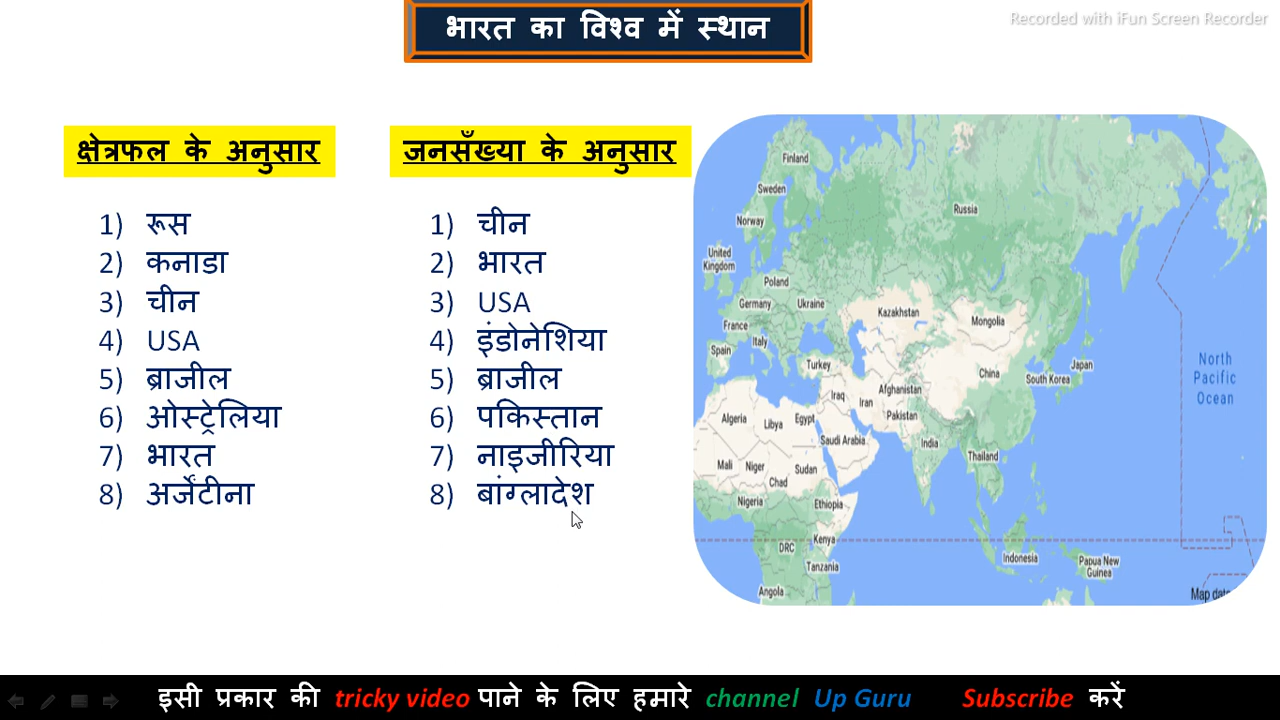 Recorded with iFun Screen Recorder
भारत का विश्व में स्थान
क्षेत्रफल के अनुसार
1) रूस
2) कनाडा
3) चीन
4) USA
5) ब्राजील
6) ओस्ट्रेलिया
7) भारत
8) अर्जेंटीना
जनसँख्या के अनुसार
1) चीन
2) भारत
3) USA
4) इंडोनेशिया
5) ब्राजील
6) पकिस्तान
7) नाइजीरिया
8) बांग्लादेश
Finland
Sweden
Russia
Norway
United
Kingdom
Poland
Germany
Ukraine
Kazakhstan
Mongolia
France
Italy
Spain
Turkey
Japan
China
South Korea
North
Pacific
Ocean
Afghanistan
Iraq
Iran
Pakistan
Algeria
Libya
Egypt
Saudi Arabia
India
Thailand
Mali
Niger
Sudan
Chad
Nigeria
Ethiopia
DRC
Kenya
Indonesia
Papua New
Guinea
Tanzania
Angola
Map data
इसी प्रकार की tricky video पाने के लिए हमारे channel Up Guru Subscribe करें